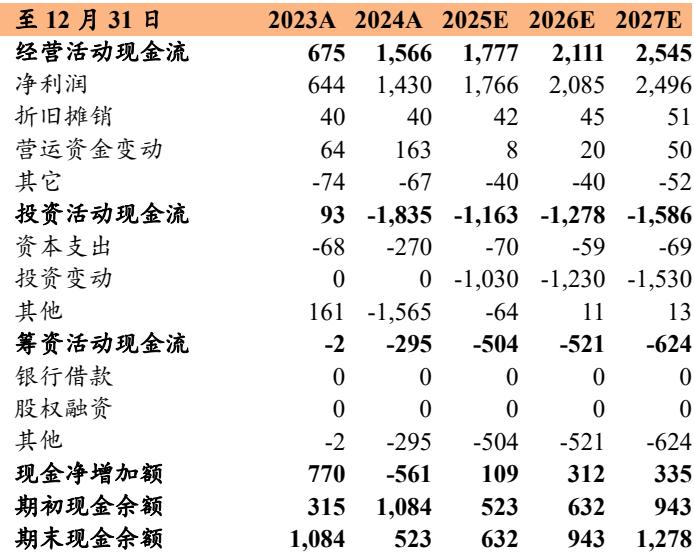 至 12 月 31 日 2023A 2024A 2025E 2026E 2027E
经营活动现金流 675 1,566 1,777 2,111 2,545
净利润 644 1,430 1,766 2,085 2,496
折旧摊销 40 40 42 45 51
营运资金变动 64 163 8 20 50
其它 -74 -67 -40 -40 -52
投资活动现金流 93 -1,835 -1,163 -1,278 -1,586
资本支出 -68 -270 -70 -59 -69
投资变动 0 0 -1,030 -1,230 -1,530
其他 161 -1,565 -64 11 13
筹资活动现金流 -2 -295 -504 -521 -624
银行借款 0 0 0 0 0
股权融资 0 0 0 0 0
其他 -2 -295 -504 -521 -624
现金净增加额 770 -561 109 312 335
期初现金余额 315 1,084 523 632 943
期末现金余额 1,084 523 632 943 1,278